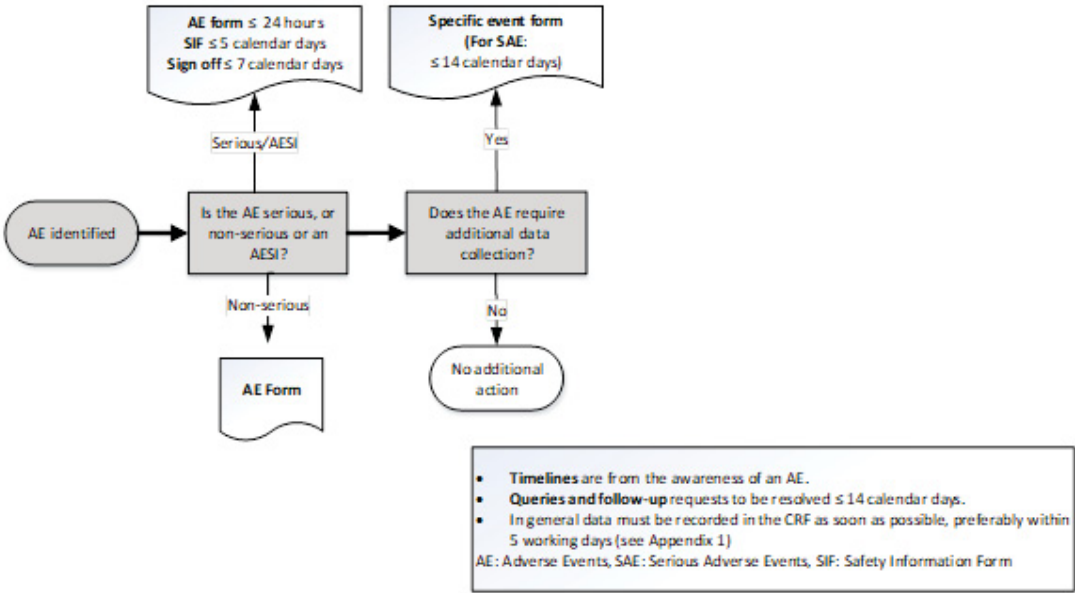 AE form ≤ 24 hours
SIF ≤ 5 calendar days
Sign off ≤ 7 calendar days
Specific event form
(For SAE:
≤ 14 calendar days)
Serious/AESI
Yes
AE identified
Is the AE serious, or
non-serious or an
AESI?
Does the AE require
additional data
collection?
Non-serious
No
AE Form
No additional
action
• Timelines are from the awareness of an AE.
• Queries and follow-up requests to be resolved ≤ 14 calendar days.
• In general data must be recorded in the CRF as soon as possible, preferably within
5 working days (see Appendix 1)
AE: Adverse Events, SAE: Serious Adverse Events, SIF: Safety Information Form